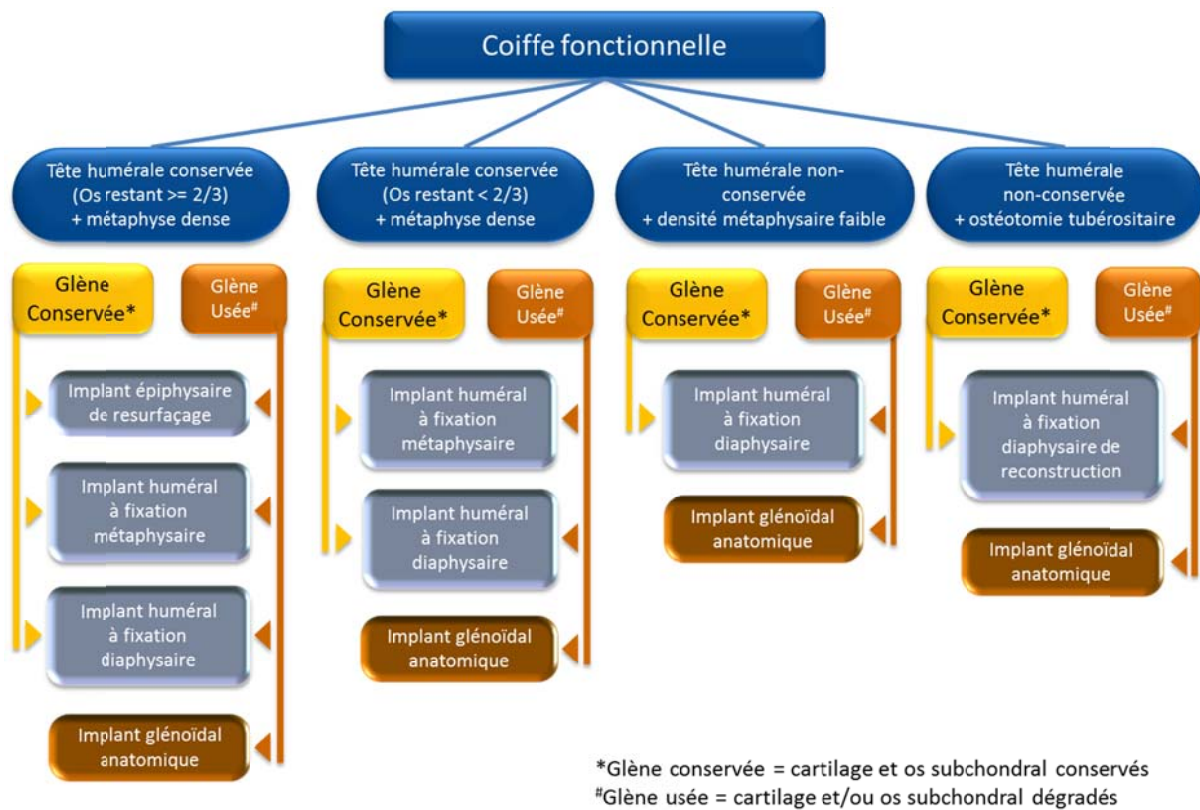 Coiffe fonctionnelle
Tête humérale conservée
(Os restant >= 2/3)
+ métaphyse dense
Glène
Conservée*
Glène
Usée#
Implant épiphysaire
de resurfaçage
Implant huméral
à fixation
métaphysaire
Implant huméral
à fixation
diaphysaire
Implant glénoïdal
anatomique
Tête humérale conservée
(Os restant < 2/3)
+ métaphyse dense
Glène
Conservée*
Glène
Usée#
Implant huméral
à fixation
métaphysaire
Implant huméral
à fixation
diaphysaire
Implant glénoïdal
anatomique
Tête humérale non-
conservée
+ densité métaphysaire faible
Glène
Conservée*
Glène
Usée#
Implant huméral
à fixation
diaphysaire
Implant glénoïdal
anatomique
Tête humérale
non-conservée
+ ostéotomie tubérositaire
Glène
Conservée*
Glène
Usée#
Implant huméral
à fixation
diaphysaire de
reconstruction
Implant glénoïdal
anatomique
*Glène conservée = cartilage et os subchondral conservés
#Glène usée = cartilage et/ou os subchondral dégradés